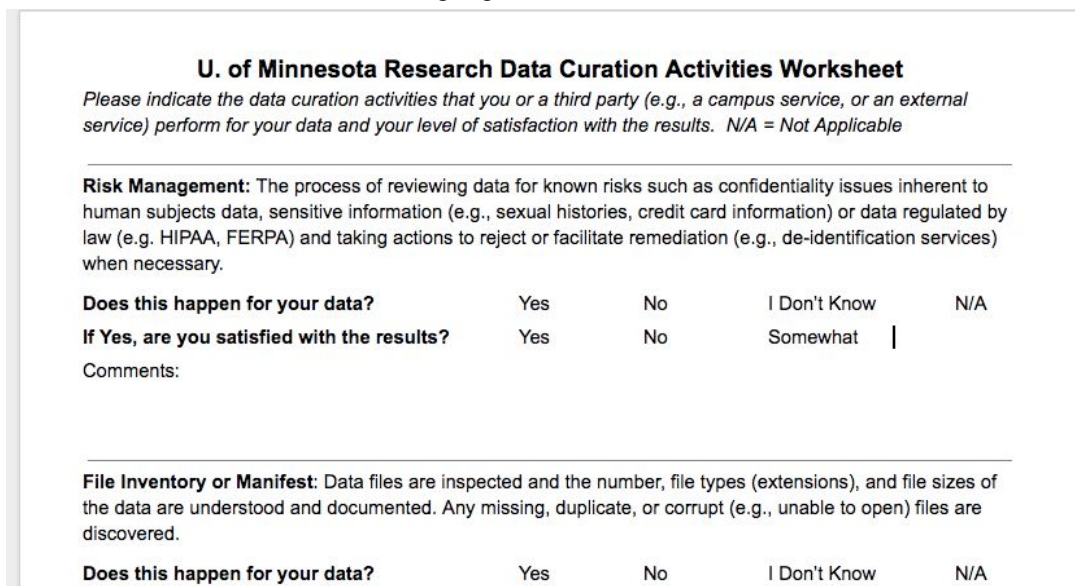 U. of Minnesota Research Data Curation Activities Worksheet
Please indicate the data curation activities that you or a third party (e.g., a campus service, or an external
service) perform for your data and your level of satisfaction with the results. N/A = Not Applicable
Risk Management: The process of reviewing data for known risks such as confidentiality issues inherent to
human subjects data, sensitive information (e.g., sexual histories, credit card information) or data regulated by
law (e.g. HIPAA, FERPA) and taking actions to reject or facilitate remediation (e.g., de-identification services)
when necessary.
Does this happen for your data? Yes No I Don't Know N/A
If Yes, are you satisfied with the results? Yes No Somewhat
Comments:
File Inventory or Manifest: Data files are inspected and the number, file types (extensions), and file sizes of
the data are understood and documented. Any missing, duplicate, or corrupt (e.g., unable to open) files are
discovered.
Does this happen for your data? Yes No I Don't Know N/A